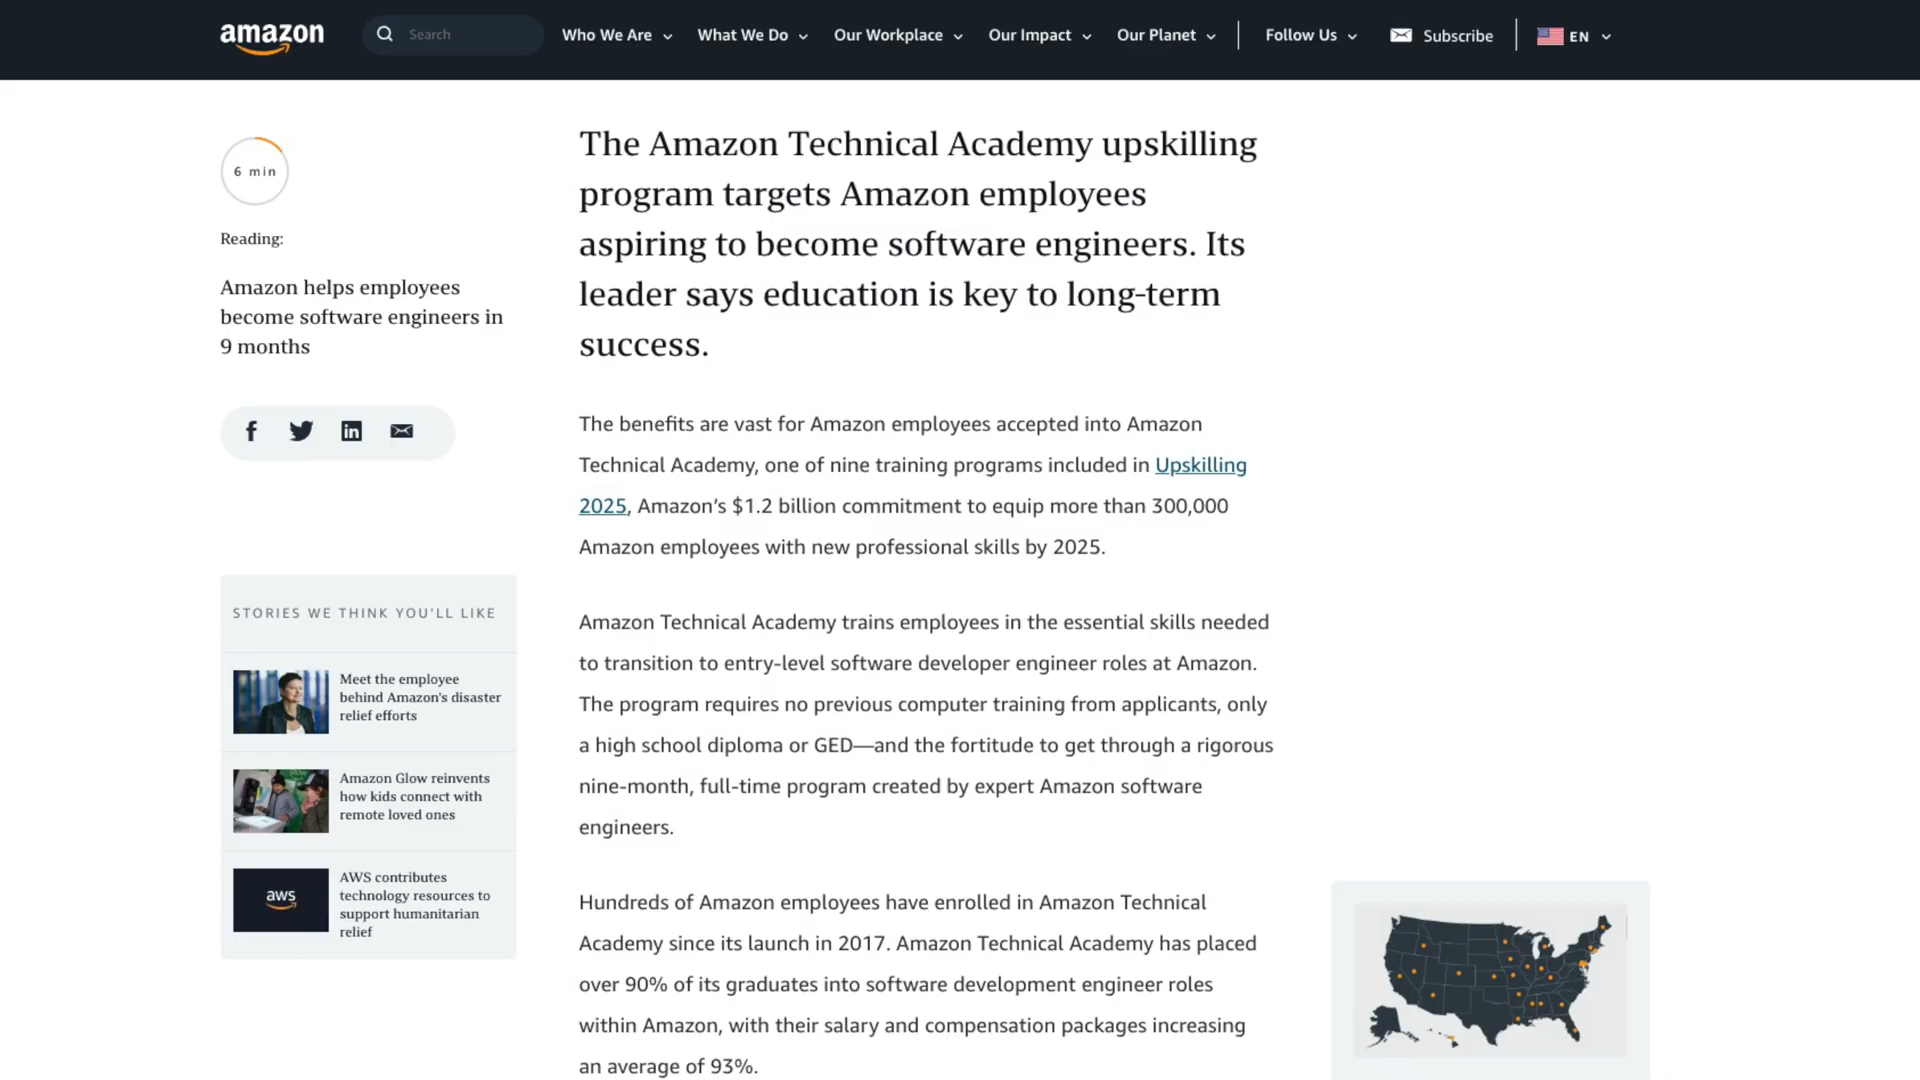 amazon
Search
Who We Are
What We Do
Our Workplace
Our Impact
Our Planet
Follow Us
Subscribe
EN
6 min
Reading:
Amazon helps employees
become software engineers in
9 months
STORIES WE THINK YOU'LL LIKE
Meet the employee
behind Amazon's disaster
relief efforts
Amazon Glow reinvents
how kids connect with
remote loved ones
aws
AWS contributes
technology resources to
support humanitarian
relief
The Amazon Technical Academy upskilling
program targets Amazon employees
aspiring to become software engineers. Its
leader says education is key to long-term
success.
The benefits are vast for Amazon employees accepted into Amazon
Technical Academy, one of nine training programs included in Upskilling
2025, Amazon’s $1.2 billion commitment to equip more than 300,000
Amazon employees with new professional skills by 2025.
Amazon Technical Academy trains employees in the essential skills needed
to transition to entry-level software developer engineer roles at Amazon.
The program requires no previous computer training from applicants, only
a high school diploma or GED—and the fortitude to get through a rigorous
nine-month, full-time program created by expert Amazon software
engineers.
Hundreds of Amazon employees have enrolled in Amazon Technical
Academy since its launch in 2017. Amazon Technical Academy has placed
over 90% of its graduates into software development engineer roles
within Amazon, with their salary and compensation packages increasing
an average of 93%.